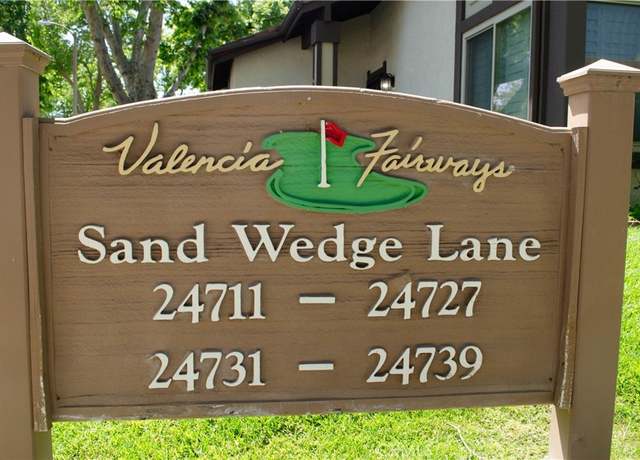 Valencia Fairways
Sand Wedge Lane
24711 – 24727
24731 – 24739